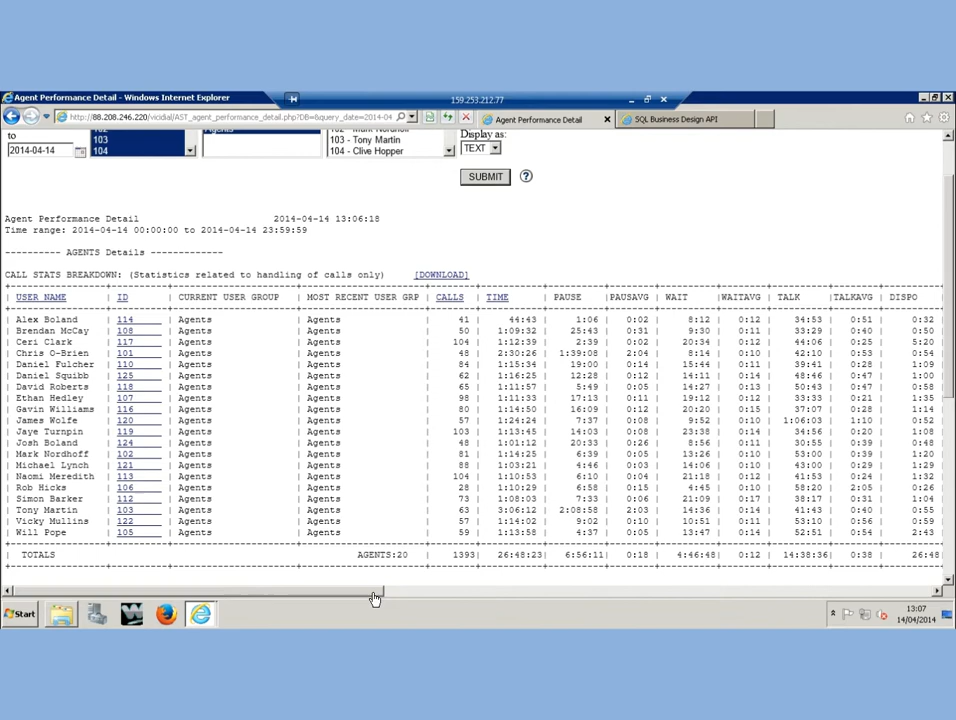 Agent Performance Detail - Windows Internet Explorer
159.253.212.77
http://88.208.246.220/vicidial/AST_agent_performance_detail.php?DB=&query_date=2014-04
Agent Performance Detail
SQL Business Design API
to
2014-04-14
103
104
103 - Tony Martin
104 - Clive Hopper
Display as:
TEXT
SUBMIT
?
Agent Performance Detail 2014-04-14 13:06:18
Time range: 2014-04-14 00:00:00 to 2014-04-14 23:59:59
---------- AGENTS Details -------------
CALL STATS BREAKDOWN: (Statistics related to handling of calls only) [DOWNLOAD]
| USER NAME | ID | CURRENT USER GROUP | MOST RECENT USER GRP | CALLS | TIME | PAUSE |PAUSAVG | WAIT |WAITAVG | TALK |TALKAVG | DISPO
| Alex Boland | 114 | Agents | Agents | 41 | 44:43 | 1:06 | 0:02 | 8:12 | 0:12 | 34:53 | 0:51 | 0:32
| Brendan McCay | 108 | Agents | Agents | 50 | 1:09:32 | 25:43 | 0:31 | 9:30 | 0:11 | 33:29 | 0:40 | 0:50
| Ceri Clark | 117 | Agents | Agents | 104 | 1:12:39 | 2:39 | 0:02 | 20:34 | 0:12 | 44:06 | 0:25 | 5:20
| Chris O-Brien | 101 | Agents | Agents | 48 | 2:30:26 | 1:39:08 | 2:04 | 8:14 | 0:10 | 42:10 | 0:53 | 0:54
| Daniel Fulcher | 110 | Agents | Agents | 84 | 1:15:34 | 19:00 | 0:14 | 15:44 | 0:11 | 39:41 | 0:28 | 1:09
| Daniel Squibb | 125 | Agents | Agents | 62 | 1:16:25 | 12:28 | 0:12 | 14:11 | 0:14 | 48:46 | 0:47 | 1:00
| David Roberts | 118 | Agents | Agents | 65 | 1:11:57 | 5:49 | 0:05 | 14:27 | 0:13 | 50:43 | 0:47 | 0:58
| Ethan Hedley | 107 | Agents | Agents | 98 | 1:11:33 | 17:13 | 0:11 | 19:12 | 0:12 | 33:33 | 0:21 | 1:35
| Gavin Williams | 116 | Agents | Agents | 80 | 1:14:50 | 16:09 | 0:12 | 20:20 | 0:15 | 37:07 | 0:28 | 1:14
| James Wolfe | 120 | Agents | Agents | 57 | 1:24:24 | 7:37 | 0:08 | 9:52 | 0:10 | 1:06:03 | 1:10 | 0:52
| Jaye Turnpin | 119 | Agents | Agents | 103 | 1:13:45 | 14:03 | 0:08 | 23:38 | 0:14 | 34:56 | 0:20 | 1:08
| Josh Boland | 124 | Agents | Agents | 48 | 1:01:12 | 20:33 | 0:26 | 8:56 | 0:11 | 30:55 | 0:39 | 0:48
| Mark Nordhoff | 102 | Agents | Agents | 81 | 1:14:25 | 6:39 | 0:05 | 13:26 | 0:10 | 53:00 | 0:39 | 1:20
| Michael Lynch | 121 | Agents | Agents | 88 | 1:03:21 | 4:46 | 0:03 | 14:06 | 0:10 | 43:00 | 0:29 | 1:29
| Naomi Meredith | 113 | Agents | Agents | 104 | 1:10:53 | 6:10 | 0:04 | 21:18 | 0:12 | 41:53 | 0:24 | 1:32
| Rob Hicks | 106 | Agents | Agents | 28 | 1:10:29 | 6:58 | 0:15 | 4:45 | 0:10 | 58:20 | 2:05 | 0:26
| Simon Barker | 112 | Agents | Agents | 73 | 1:08:03 | 7:33 | 0:06 | 21:09 | 0:17 | 38:17 | 0:31 | 1:04
| Tony Martin | 103 | Agents | Agents | 63 | 3:06:12 | 2:08:58 | 2:03 | 14:36 | 0:14 | 41:43 | 0:40 | 0:55
| Vicky Mullins | 122 | Agents | Agents | 57 | 1:14:02 | 9:02 | 0:10 | 10:51 | 0:11 | 53:10 | 0:56 | 0:59
| Will Pope | 105 | Agents | Agents | 59 | 1:13:58 | 4:37 | 0:05 | 13:47 | 0:14 | 52:51 | 0:54 | 2:43
| TOTALS AGENTS:20 | 1393| 26:48:23| 6:56:11| 0:18 | 4:46:48| 0:12 | 14:38:36| 0:38 | 26:48
Start
13:07
14/04/2014